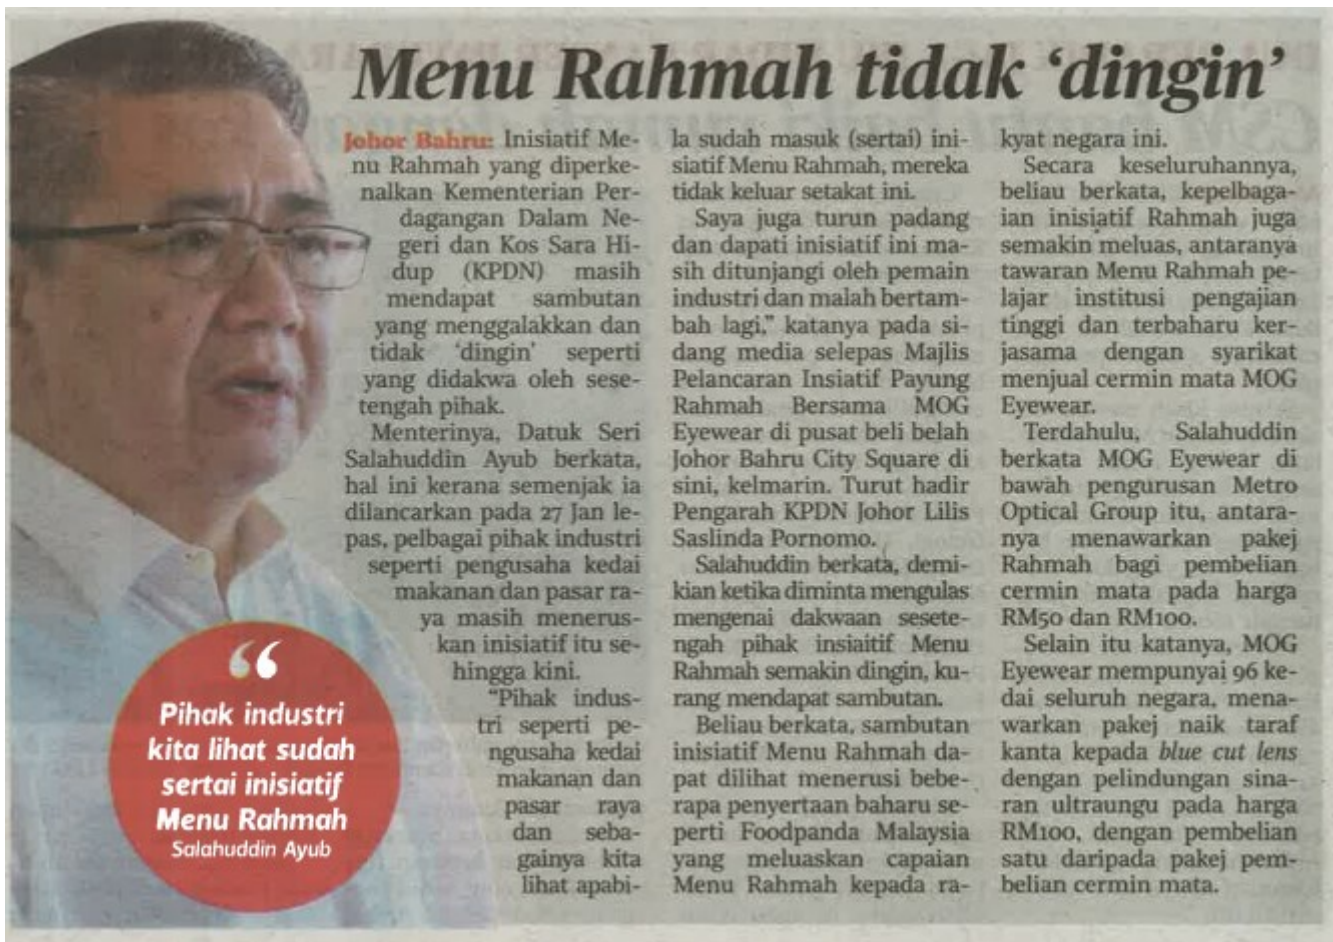 Menu Rahmah tidak ‘dingin’
Johor Bahru: Inisiatif Me-
nu Rahmah yang diperke-
nalkan Kementerian Per-
dagangan Dalam Ne-
geri dan Kos Sara Hi-
dup (KPDN) masih
mendapat sambutan
yang menggalakkan dan
tidak ‘dingin’ seperti
yang didakwa oleh sese-
tengah pihak.
Menterinya, Datuk Seri
Salahuddin Ayub berkata,
hal ini kerana semenjak ia
dilancarkan pada 27 Jan le-
pas, pelbagai pihak industri
seperti pengusaha kedai
makanan dan pasar ra-
ya masih menerus-
kan inisiatif itu se-
hingga kini.
“Pihak indus-
tri seperti pe-
ngusaha kedai
makanan dan
pasar raya
dan seba-
gainya kita
lihat apabi-
la sudah masuk (sertai) ini-
siatif Menu Rahmah, mereka
tidak keluar setakat ini.
Saya juga turun padang
dan dapati inisiatif ini ma-
sih ditunjangi oleh pemain
industri dan malah bertam-
bah lagi,” katanya pada si-
dang media selepas Majlis
Pelancaran Insiatif Payung
Rahmah Bersama MOG
Eyewear di pusat beli belah
Johor Bahru City Square di
sini, kelmarin. Turut hadir
Pengarah KPDN Johor Lilis
Saslinda Pornomo.
Salahuddin berkata, demi-
kian ketika diminta mengulas
mengenai dakwaan sesete-
ngah pihak insiaitif Menu
Rahmah semakin dingin, ku-
rang mendapat sambutan.
Beliau berkata, sambutan
inisiatif Menu Rahmah da-
pat dilihat menerusi bebe-
rapa penyertaan baharu se-
perti Foodpanda Malaysia
yang meluaskan capaian
Menu Rahmah kepada ra-
kyat negara ini.
Secara keseluruhannya,
beliau berkata, kepelbaga-
ian inisiatif Rahmah juga
semakin meluas, antaranya
tawaran Menu Rahmah pe-
lajar institusi pengajian
tinggi dan terbaharu ker-
jasama dengan syarikat
menjual cermin mata MOG
Eyewear.
Terdahulu, Salahuddin
berkata MOG Eyewear di
bawah pengurusan Metro
Optical Group itu, antara-
nya menawarkan pakej
Rahmah bagi pembelian
cermin mata pada harga
RM50 dan RM100.
Selain itu katanya, MOG
Eyewear mempunyai 96 ke-
dai seluruh negara, mena-
warkan pakej naik taraf
kanta kepada blue cut lens
dengan pelindungan sina-
ran ultraungu pada harga
RM100, dengan pembelian
satu daripada pakej pem-
belian cermin mata.
“
Pihak industri
kita lihat sudah
sertai inisiatif
Menu Rahmah
Salahuddin Ayub